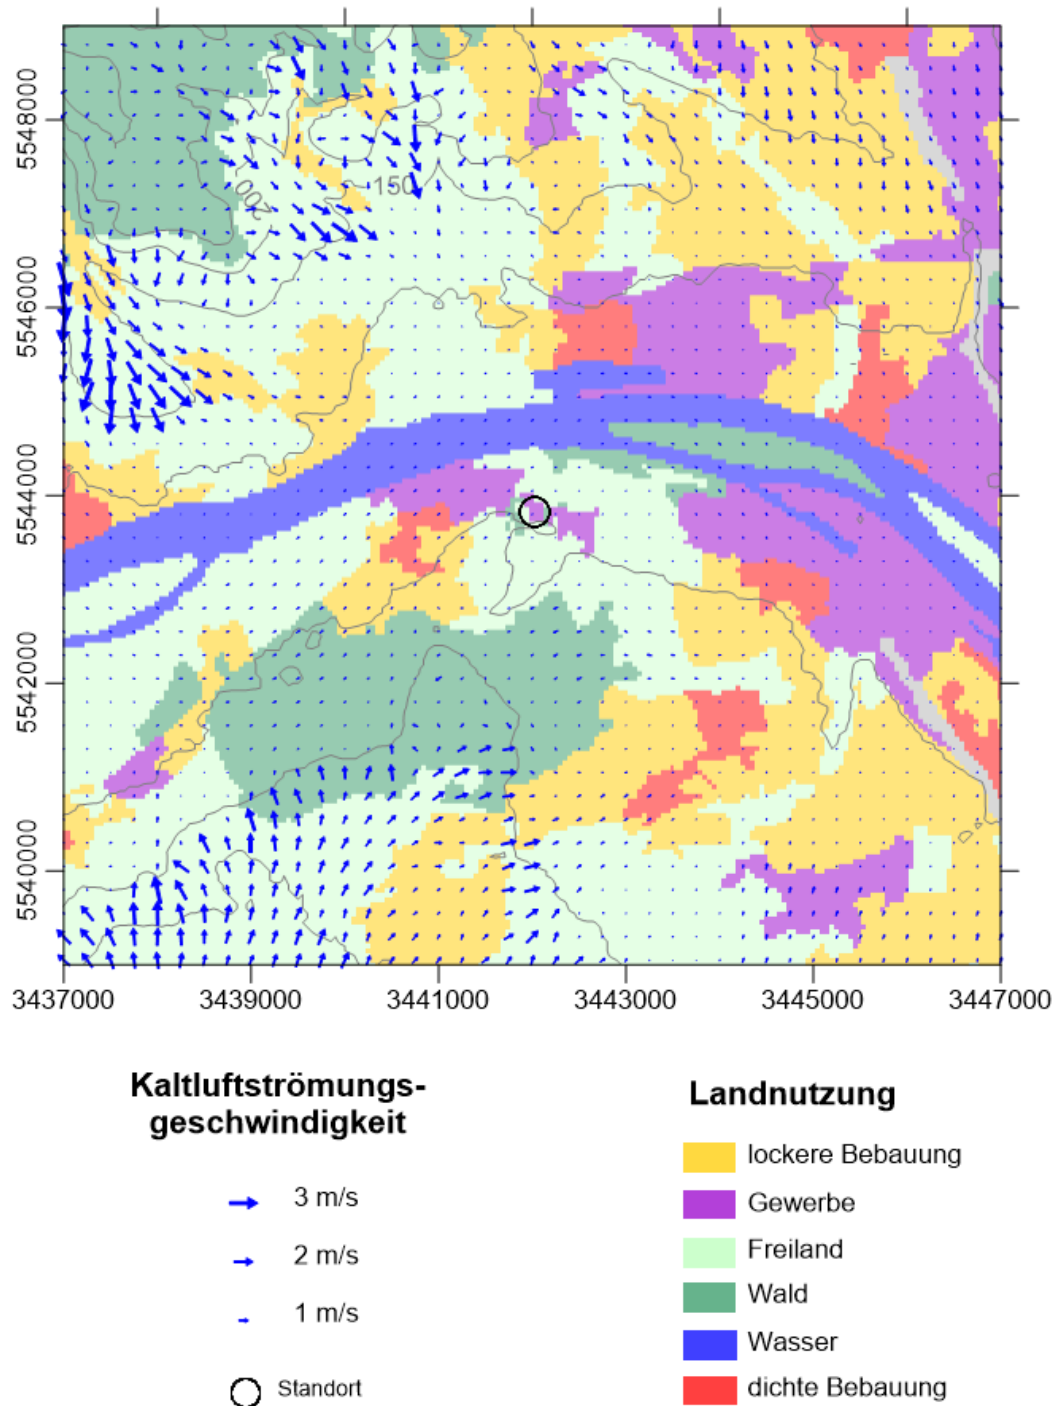 5548000
200
150
5546000
5544000
5542000
5540000
3437000 3439000 3441000 3443000 3445000 3447000
Kaltluftströmungs-
geschwindigkeit
3 m/s
2 m/s
1 m/s
Standort
Landnutzung
lockere Bebauung
Gewerbe
Freiland
Wald
Wasser
dichte Bebauung